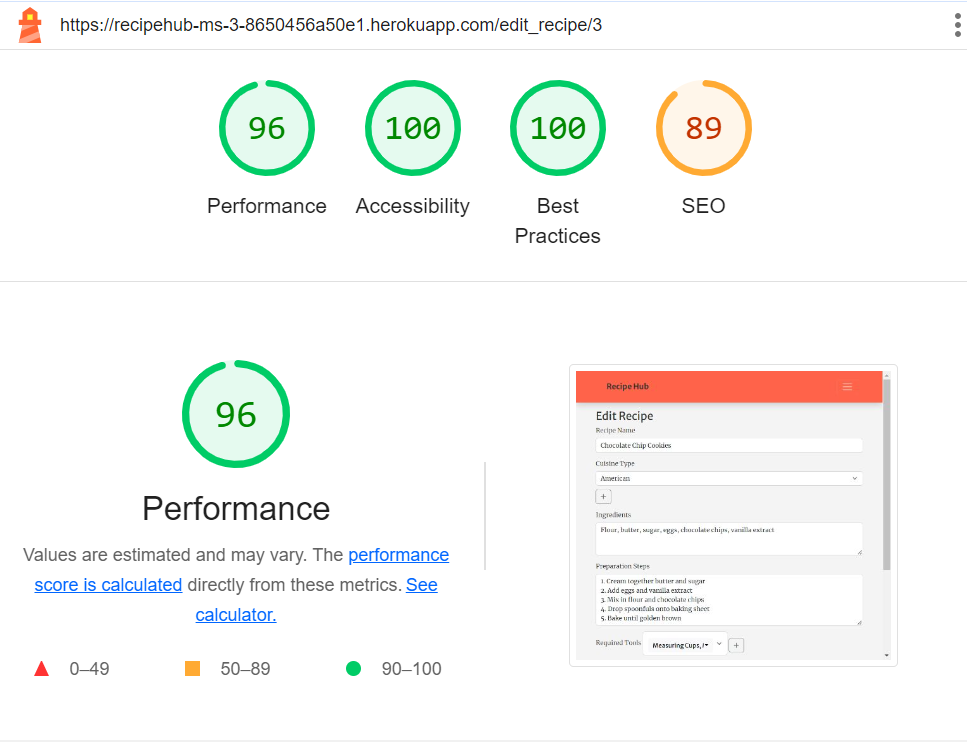 https://recipehub-ms-3-8650456a50e1.herokuapp.com/edit_recipe/3
96
100
100
89
Performance
Accessibility
Best
Practices
SEO
96
Performance
Values are estimated and may vary. The performance
score is calculated directly from these metrics. See
calculator.
0–49
50–89
90–100
Recipe Hub
Edit Recipe
Recipe Name
Chocolate Chip Cookies
Cuisine Type
American
+
Ingredients
Flour, butter, sugar, eggs, chocolate chips, vanilla extract
Preparation Steps
1. Cream together butter and sugar
2. Add eggs and vanilla extract
3. Mix in flour and chocolate chips
4. Drop spoonfuls onto baking sheet
5. Bake until golden brown
Required Tools Measuring Cups, +